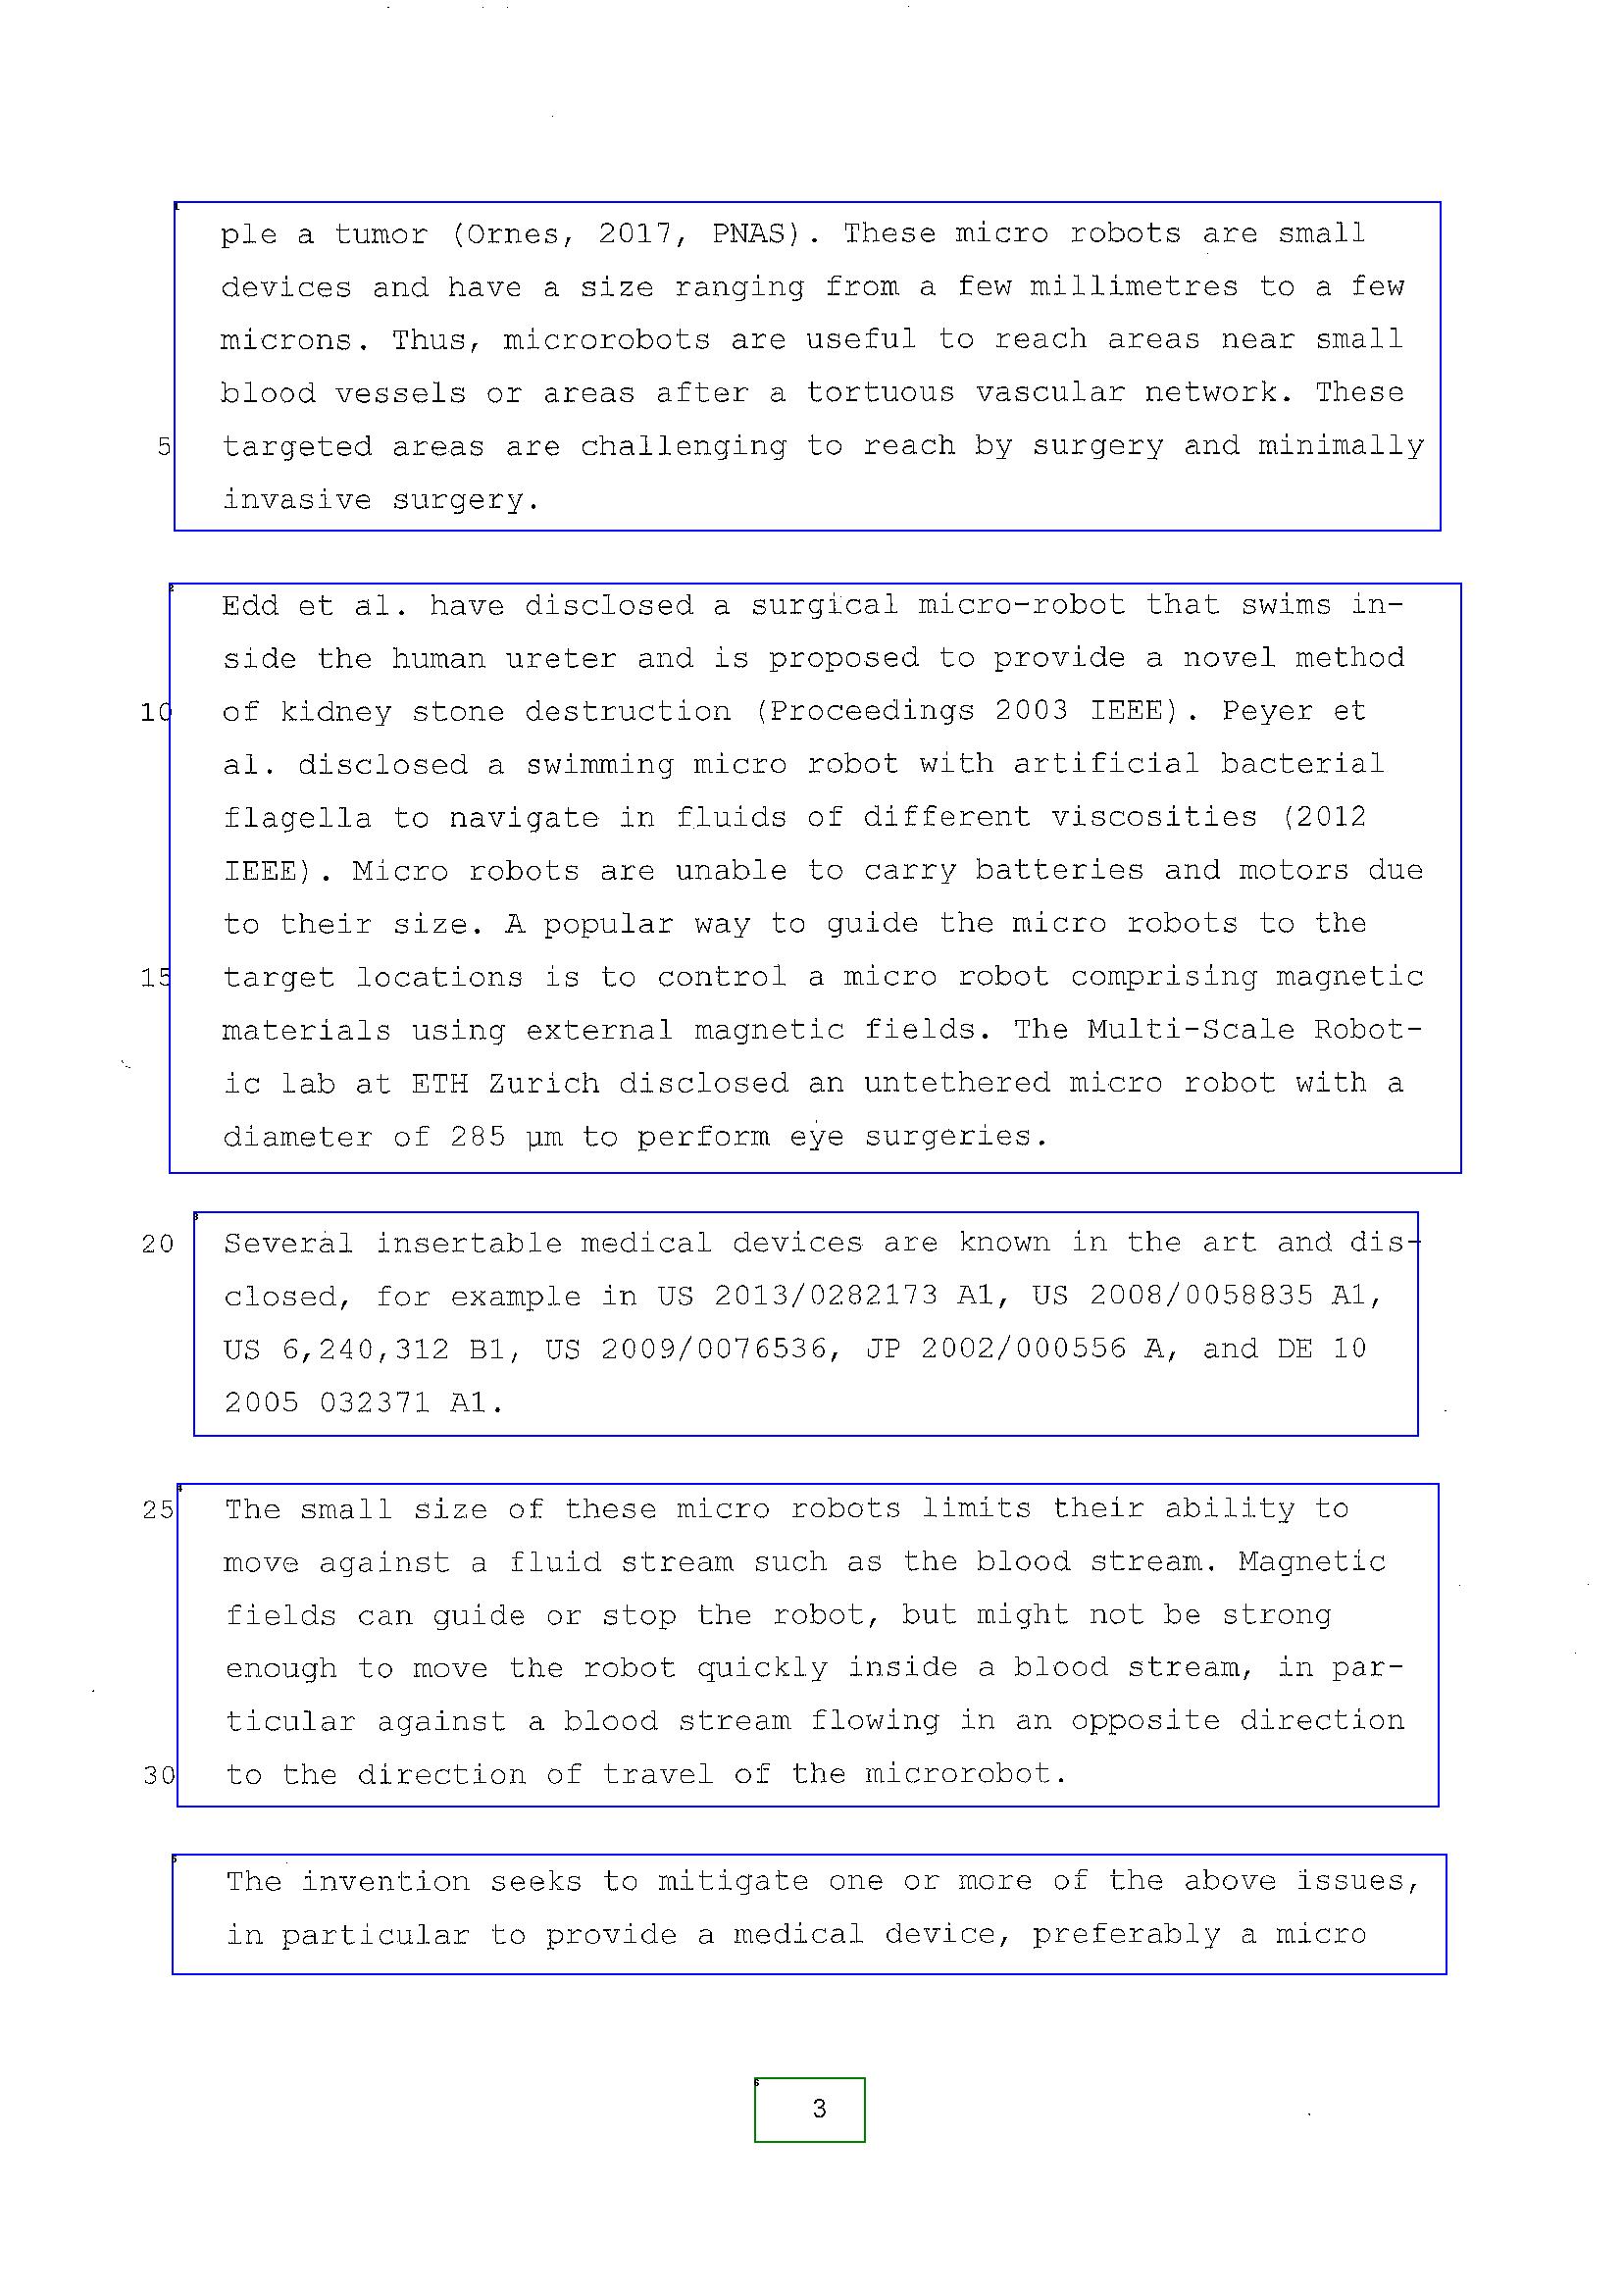 ple a tumor (Ornes, 2017, PNAS). These micro robots are small
devices and have a size ranging from a few millimetres to a few
microns. Thus, microrobots are useful to reach areas near small
blood vessels or areas after a tortuous vascular network. These
5 targeted areas are challenging to reach by surgery and minimally
invasive surgery.
Edd et al. have disclosed a surgical micro-robot that swims in-
side the human ureter and is proposed to provide a novel method
10 of kidney stone destruction (Proceedings 2003 IEEE). Peyer et
al. disclosed a swimming micro robot with artificial bacterial
flagella to navigate in fluids of different viscosities (2012
IEEE). Micro robots are unable to carry batteries and motors due
to their size. A popular way to guide the micro robots to the
15 target locations is to control a micro robot comprising magnetic
materials using external magnetic fields. The Multi-Scale Robot-
ic lab at ETH Zurich disclosed an untethered micro robot with a
diameter of 285 µm to perform eye surgeries.
20 Several insertable medical devices are known in the art and dis-
closed, for example in US 2013/0282173 A1, US 2008/0058835 A1,
US 6,240,312 B1, US 2009/0076536, JP 2002/000556 A, and DE 10
2005 032371 A1.
25 The small size of these micro robots limits their ability to
move against a fluid stream such as the blood stream. Magnetic
fields can guide or stop the robot, but might not be strong
enough to move the robot quickly inside a blood stream, in par-
ticular against a blood stream flowing in an opposite direction
30 to the direction of travel of the microrobot.
The invention seeks to mitigate one or more of the above issues,
in particular to provide a medical device, preferably a micro
3